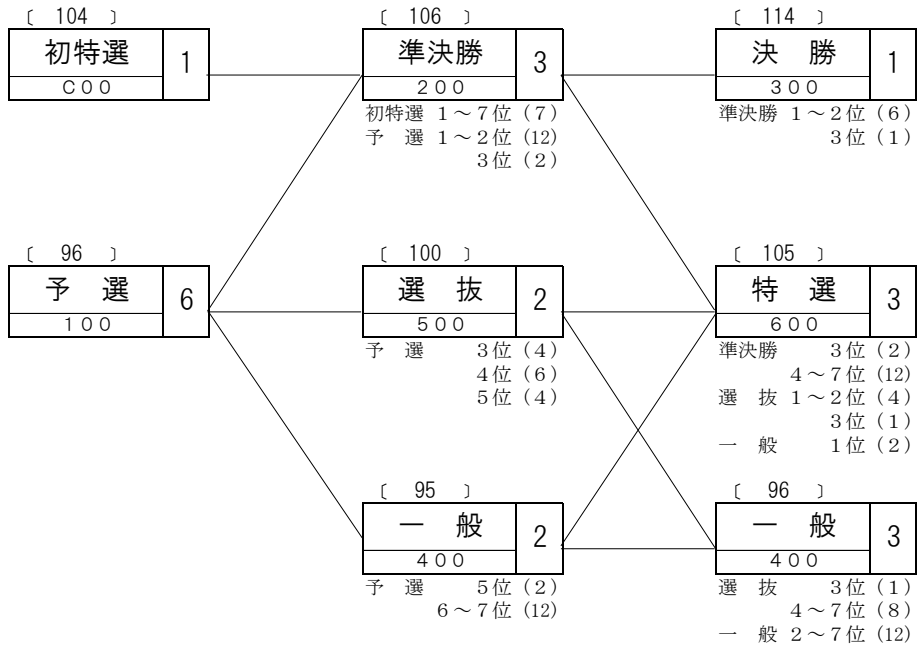 〔 104 〕
初特選 1
C00
〔 106 〕
準決勝 3
200
初特選 1～7位 (7)
予 選 1～2位 (12)
3位 (2)
〔 114 〕
決 勝 1
300
準決勝 1～2位 (6)
3位 (1)
〔 96 〕
予 選 6
100
〔 100 〕
選 抜 2
500
予 選 3位 (4)
4位 (6)
5位 (4)
〔 105 〕
特 選 3
600
準決勝 3位 (2)
4～7位 (12)
選 抜 1～2位 (4)
3位 (1)
一 般 1位 (2)
〔 95 〕
一 般 2
400
予 選 5位 (2)
6～7位 (12)
〔 96 〕
一 般 3
400
選 抜 3位 (1)
4～7位 (8)
一 般 2～7位 (12)